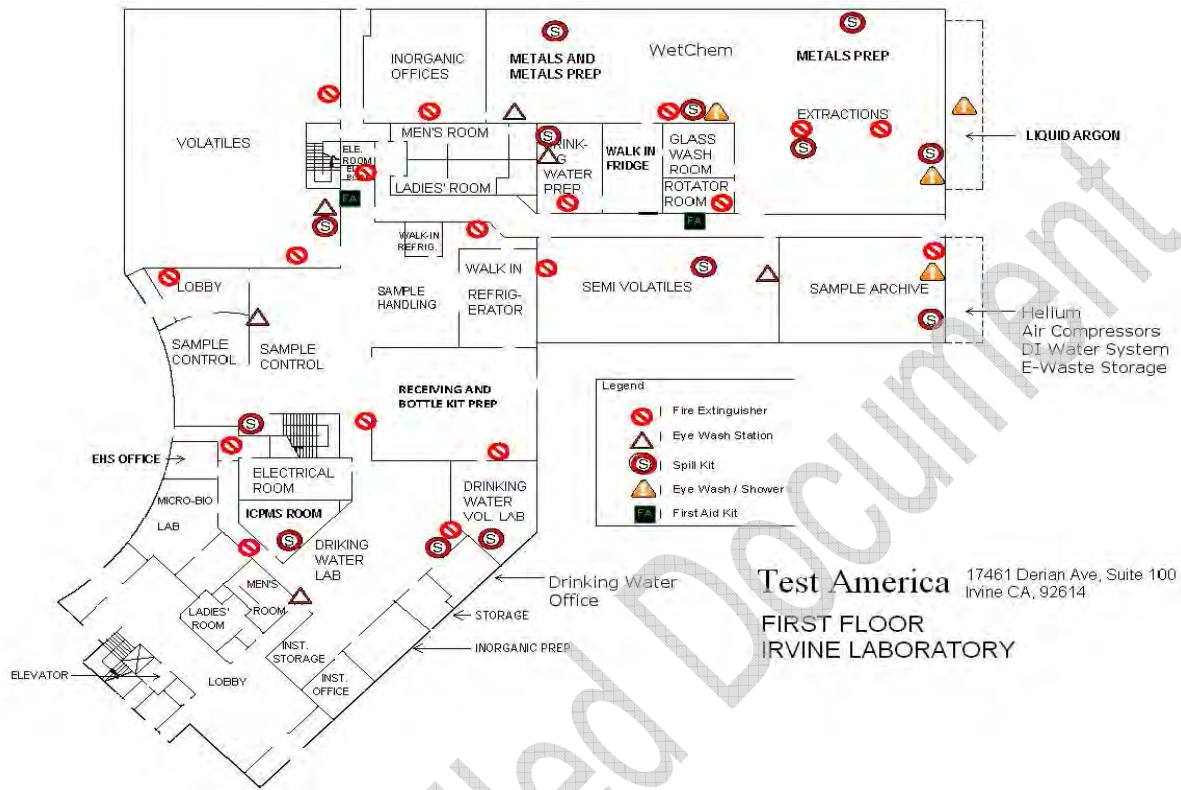 INORGANIC
OFFICES
METALS AND
METALS PREP
WetChem
METALS PREP
VOLATILES
EXTRACTIONS
LIQUID ARGON
MEN'S ROOM
ELE.
ROOM
LADIES' ROOM
DRINK-
NG
WATER
PREP.
WALK IN
FRIDGE
GLASS
WASH
ROOM
ROTATOR
ROOM
FA
FA
WALK-IN
REFRIG.
LOBBY
SAMPLE
HANDLING
WALK IN
REFRIG-
ERATOR
SEMI VOLATILES
SAMPLE ARCHIVE
Helium
Air Compressors
DI Water System
E-Waste Storage
SAMPLE
CONTROL
SAMPLE
CONTROL
RECEIVING AND
BOTTLE KIT PREP
Legend
Fire Extinguisher
Eye Wash Station
S Spill Kit
Eye Wash / Shower
FA First Aid Kit
EHS OFFICE
ELECTRICAL
ROOM
MICRO-BIO
LAB
ICPMS ROOM
DRINKING
WATER
VOL. LAB
DRIKING
WATER
LAB
MEN'S
ROOM
LADIES'
ROOM
Drinking Water
Office
STORAGE
INORGANIC PREP
INST.
STORAGE
INST.
OFFICE
ELEVATOR
LOBBY
Test America
17461 Derian Ave, Suite 100
Irvine CA, 92614
FIRST FLOOR
IRVINE LABORATORY
lled Document